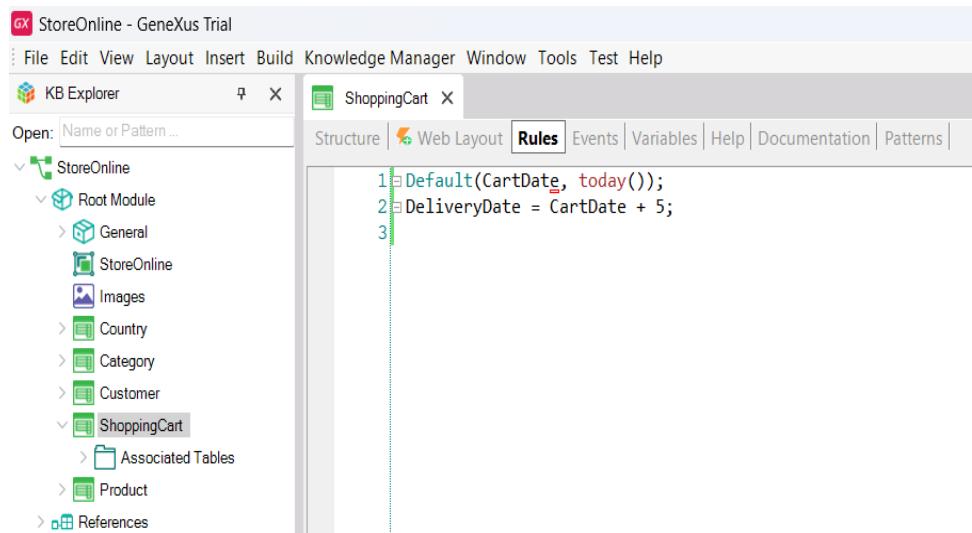 GX StoreOnline - GeneXus Trial
File Edit View Layout Insert Build Knowledge Manager Window Tools Test Help
KB Explorer
Open: Name or Pattern ...
StoreOnline
Root Module
General
StoreOnline
Images
Country
Category
Customer
ShoppingCart
Associated Tables
Product
References
ShoppingCart
Structure Web Layout Rules Events Variables Help Documentation Patterns
1 Default(CartDate, today());
2 DeliveryDate = CartDate + 5;
3